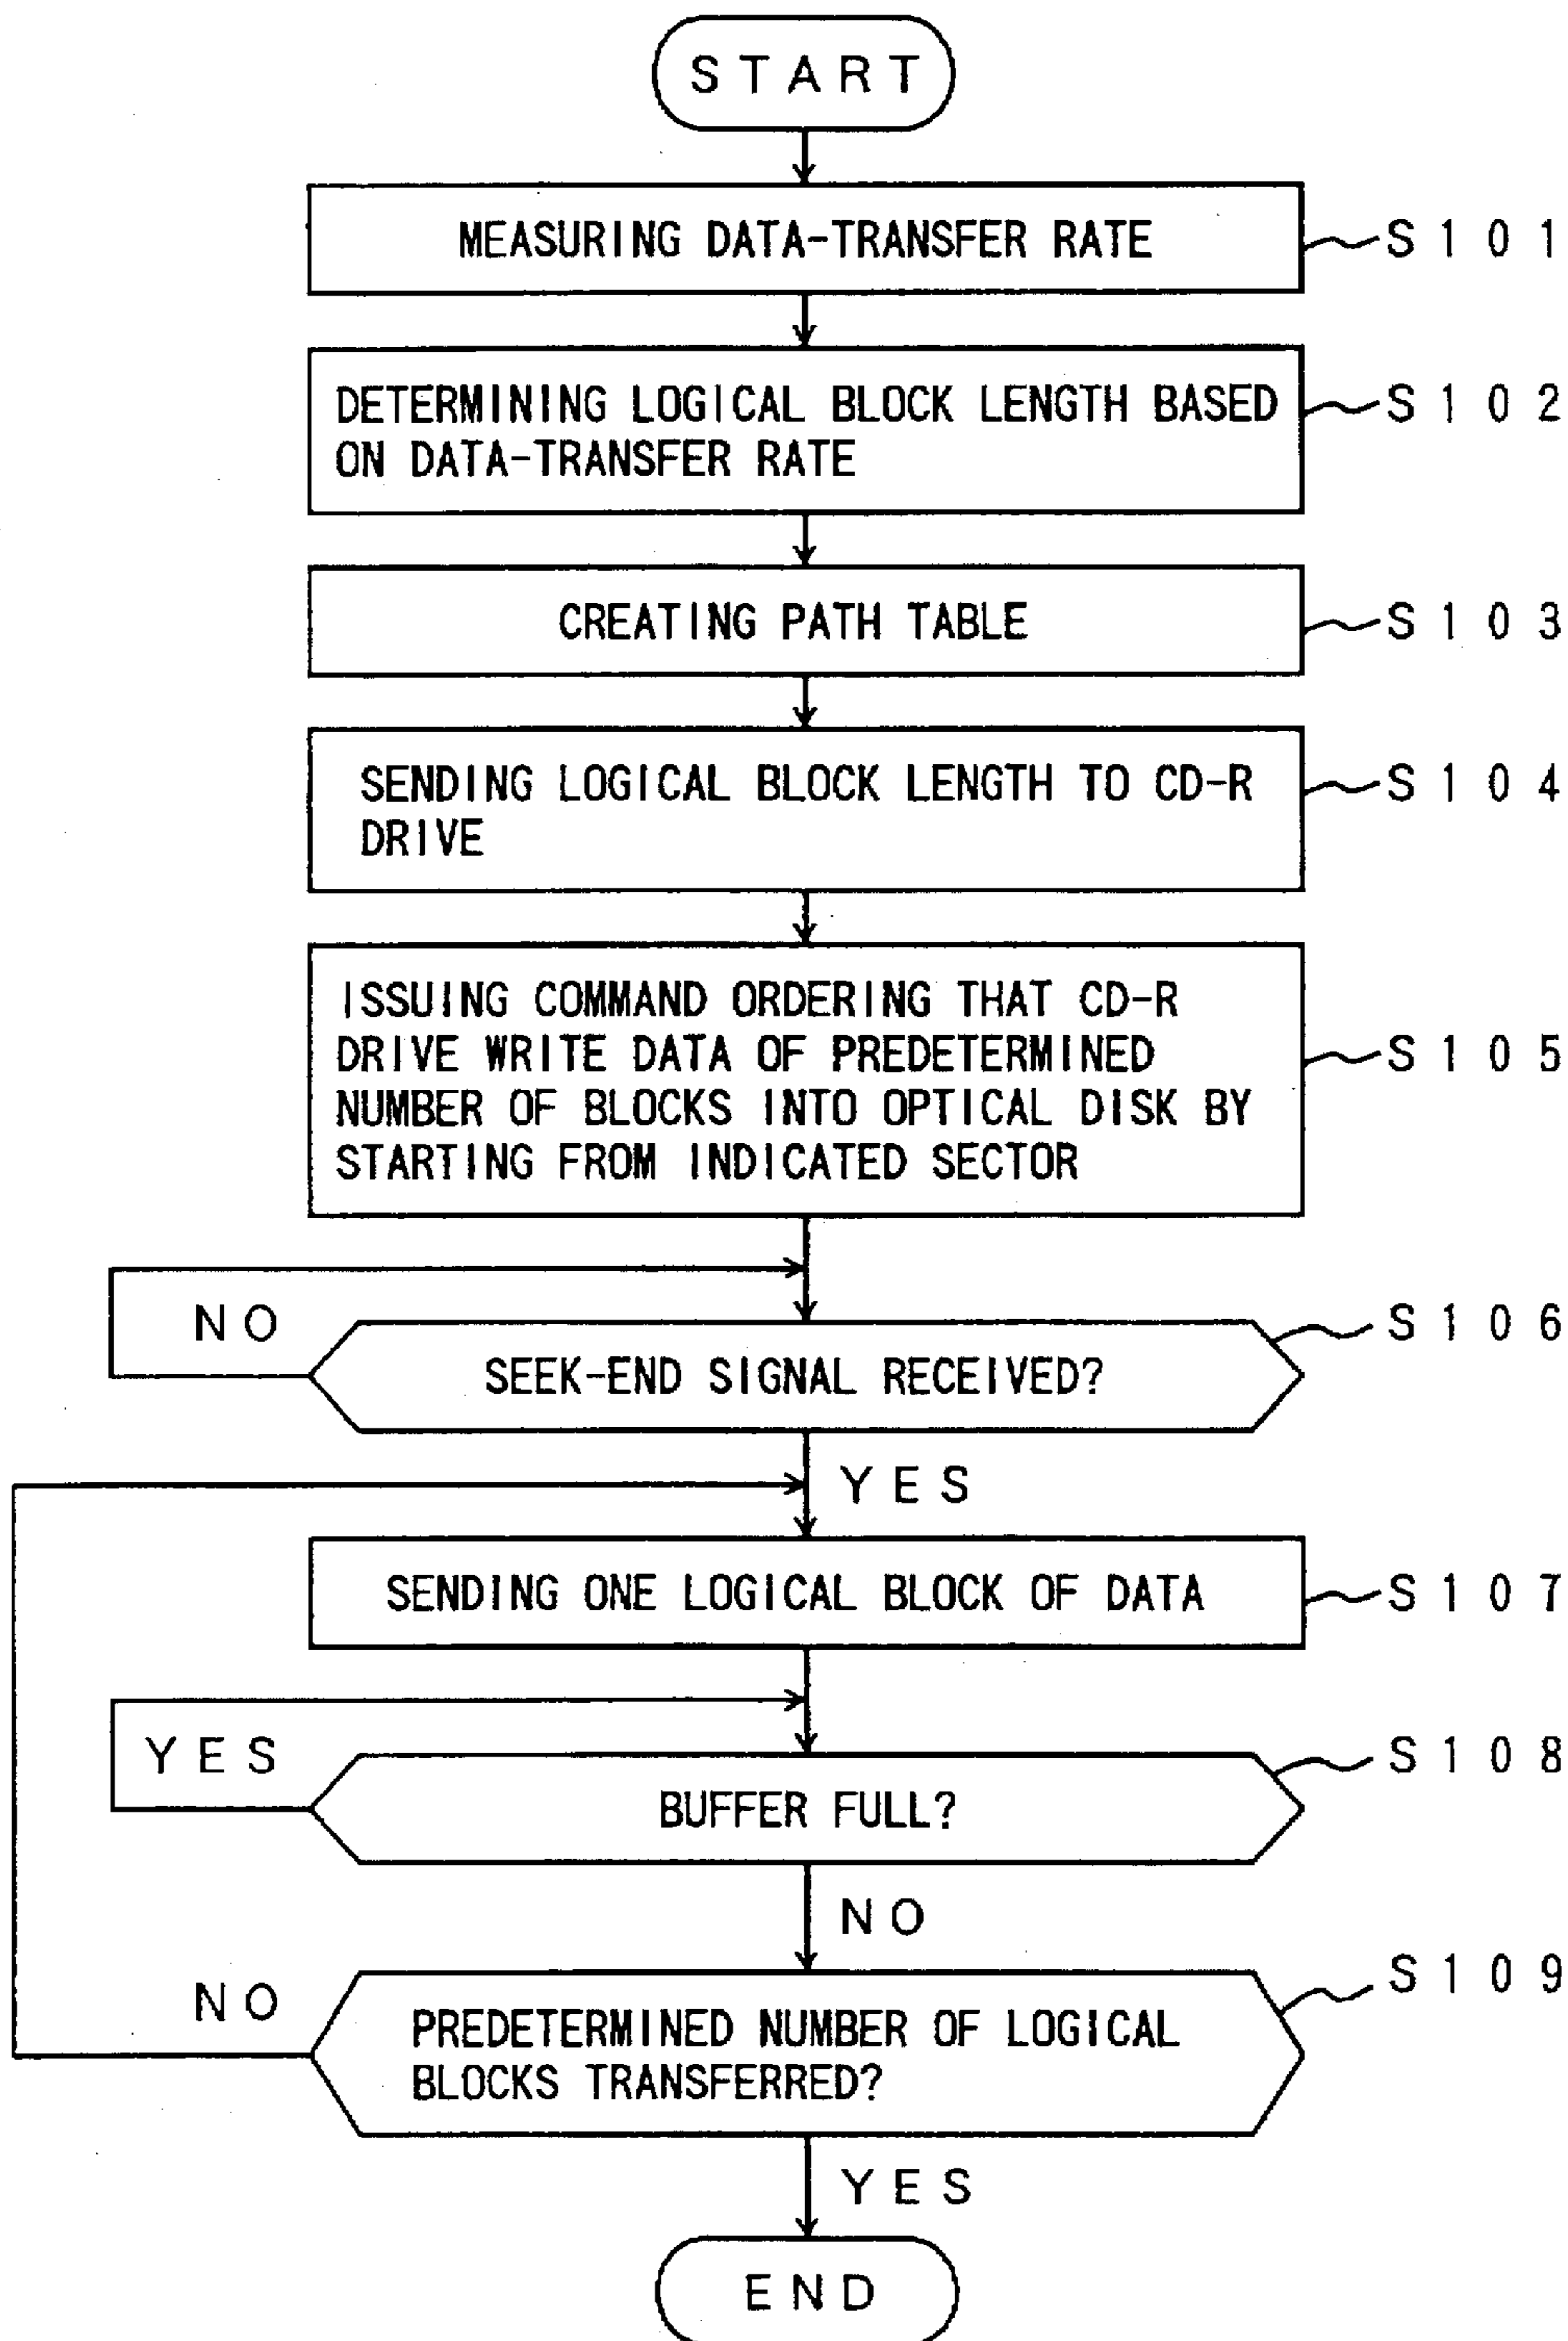 START
MEASURING DATA-TRANSFER RATE
S101
DETERMINING LOGICAL BLOCK LENGTH BASED
ON DATA-TRANSFER RATE
S102
CREATING PATH TABLE
S103
SENDING LOGICAL BLOCK LENGTH TO CD-R
DRIVE
S104
ISSUING COMMAND ORDERING THAT CD-R
DRIVE WRITE DATA OF PREDETERMINED
NUMBER OF BLOCKS INTO OPTICAL DISK BY
STARTING FROM INDICATED SECTOR
S105
NO
SEEK-END SIGNAL RECEIVED?
S106
YES
SENDING ONE LOGICAL BLOCK OF DATA
S107
YES
BUFFER FULL?
S108
NO
NO
PREDETERMINED NUMBER OF LOGICAL
BLOCKS TRANSFERRED?
S109
YES
END